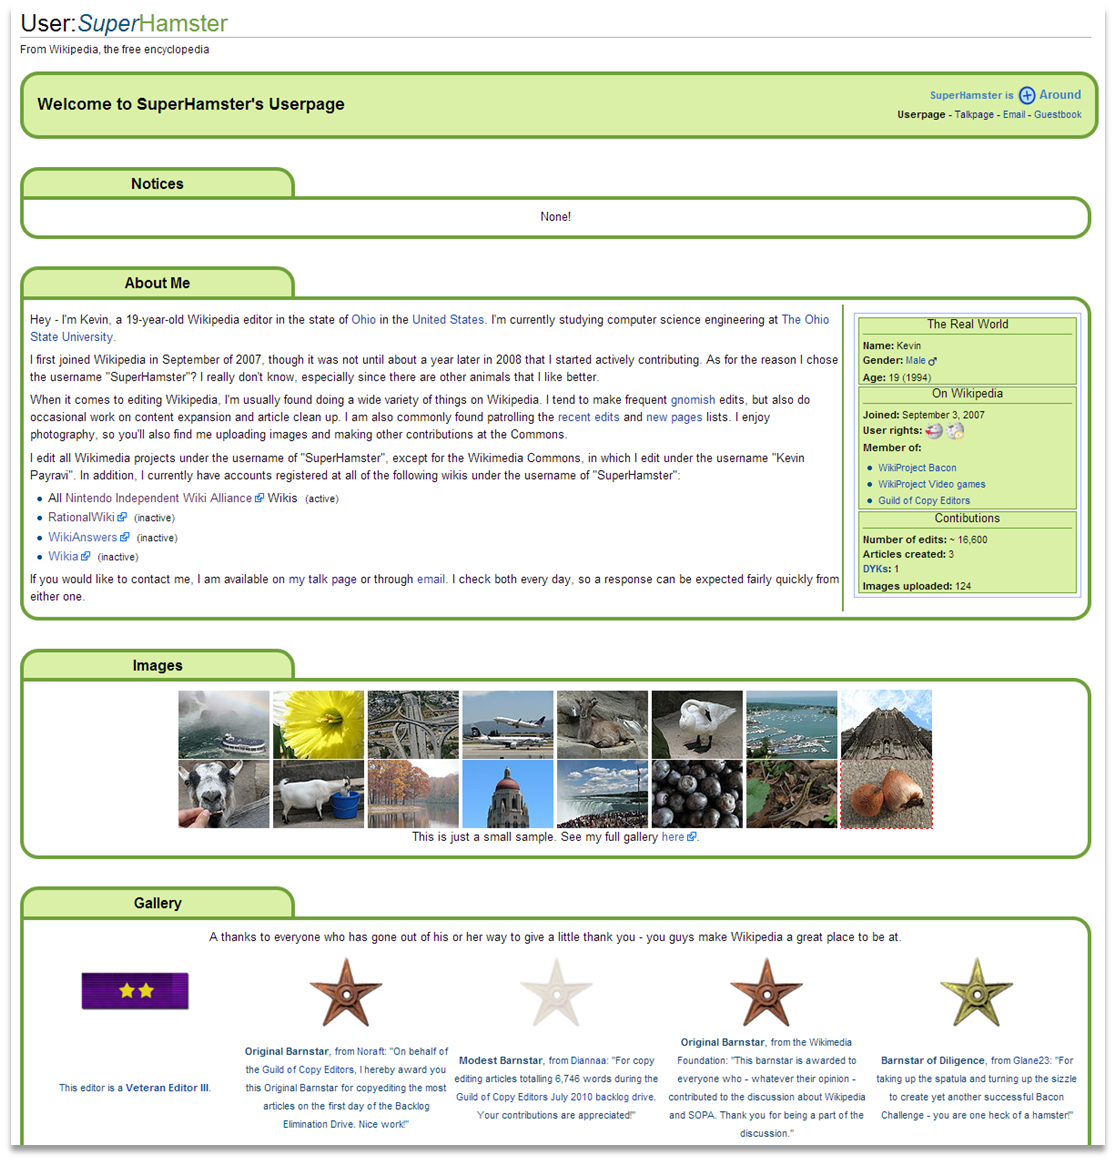 User:SuperHamster
From Wikipedia, the free encyclopedia
Welcome to SuperHamster's Userpage
SuperHamster is Around
Userpage - Talkpage - Email - Guestbook
Notices
None!
About Me
Hey - I'm Kevin, a 19-year-old Wikipedia editor in the state of Ohio in the United States. I'm currently studying computer science engineering at The Ohio
State University.
I first joined Wikipedia in September of 2007, though it was not until about a year later in 2008 that I started actively contributing. As for the reason I chose
the username "SuperHamster"? I really don't know, especially since there are other animals that I like better.
When it comes to editing Wikipedia, I'm usually found doing a wide variety of things on Wikipedia. I tend to make frequent gnomish edits, but also do
occasional work on content expansion and article clean up. I am also commonly found patrolling the recent edits and new pages lists. I enjoy
photography, so you'll also find me uploading images and making other contributions at the Commons.
I edit all Wikimedia projects under the username of "SuperHamster", except for the Wikimedia Commons, in which I edit under the username "Kevin
Payravi". In addition, I currently have accounts registered at all of the following wikis under the username of "SuperHamster":
All Nintendo Independent Wiki Alliance Wikis (active)
RationalWiki (inactive)
WikiAnswers (inactive)
Wikia (inactive)
If you would like to contact me, I am available on my talk page or through email. I check both every day, so a response can be expected fairly quickly from
either one.
The Real World
Name: Kevin
Gender: Male ♂
Age: 19 (1994)
On Wikipedia
Joined: September 3, 2007
User rights:
Member of:
WikiProject Bacon
WikiProject Video games
Guild of Copy Editors
Contibutions
Number of edits: ~ 16,600
Articles created: 3
DYKs: 1
Images uploaded: 124
Images
This is just a small sample. See my full gallery here.
Gallery
A thanks to everyone who has gone out of his or her way to give a little thank you - you guys make Wikipedia a great place to be at.
This editor is a Veteran Editor III.
Original Barnstar, from Noraft: "On behalf of
the Guild of Copy Editors, I hereby award you
this Original Barnstar for copyediting the most
articles on the first day of the Backlog
Elimination Drive. Nice work!"
Modest Barnstar, from Diannaa: "For copy
editing articles totalling 6,746 words during the
Guild of Copy Editors July 2010 backlog drive.
Your contributions are appreciated!"
Original Barnstar, from the Wikimedia
Foundation: "This barnstar is awarded to
everyone who - whatever their opinion -
contributed to the discussion about Wikipedia
and SOPA. Thank you for being a part of the
discussion."
Barnstar of Diligence, from Glane23: "For
taking up the spatula and turning up the sizzle
to create yet another successful Bacon
Challenge - you are one heck of a hamster!"